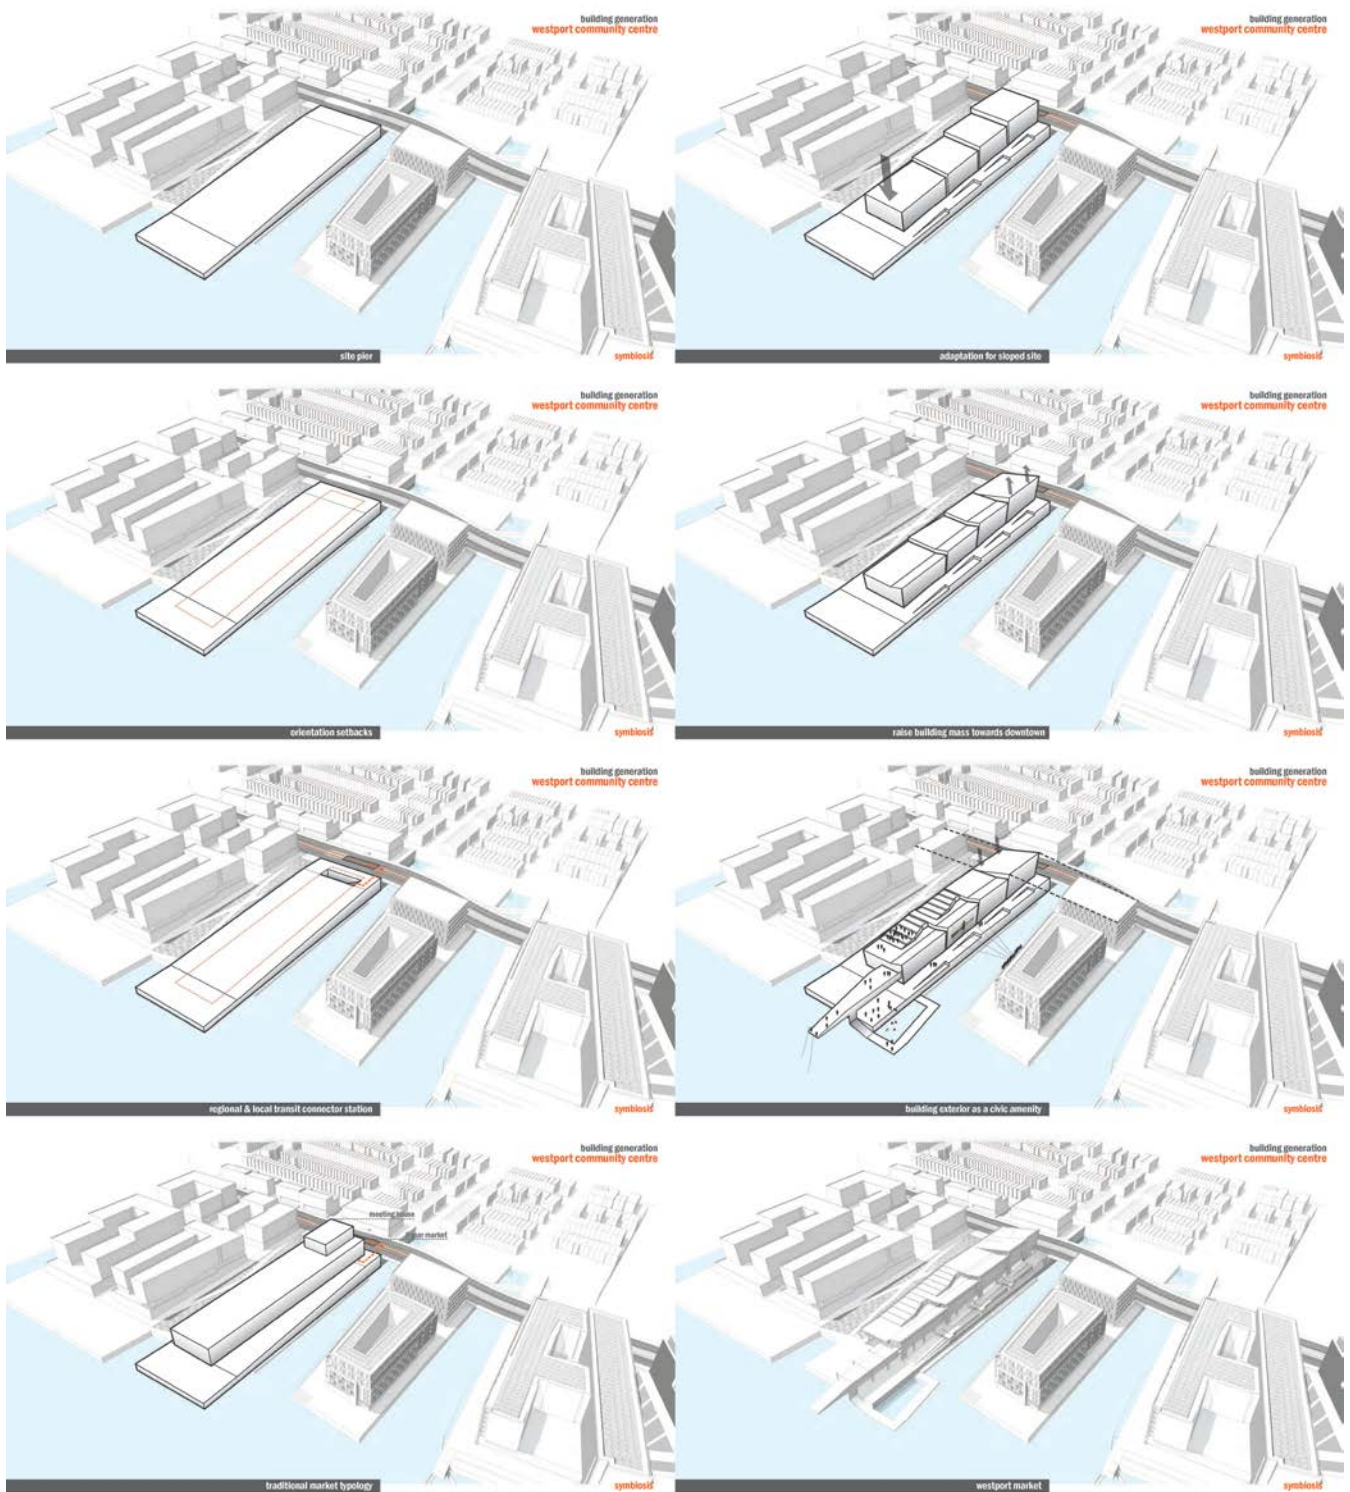 building generation
westport community centre
site pier
symbiosis
building generation
westport community centre
orientation setbacks
symbiosis
building generation
westport community centre
regional & local transit connector station
symbiosis
building generation
westport community centre
meeting house
market
traditional market typology
symbiosis
building generation
westport community centre
adaptation for sloped site
symbiosis
building generation
westport community centre
raise building mass towards downtown
symbiosis
building generation
westport community centre
building exterior as a civic amenity
symbiosis
building generation
westport community centre
westport market
symbiosis